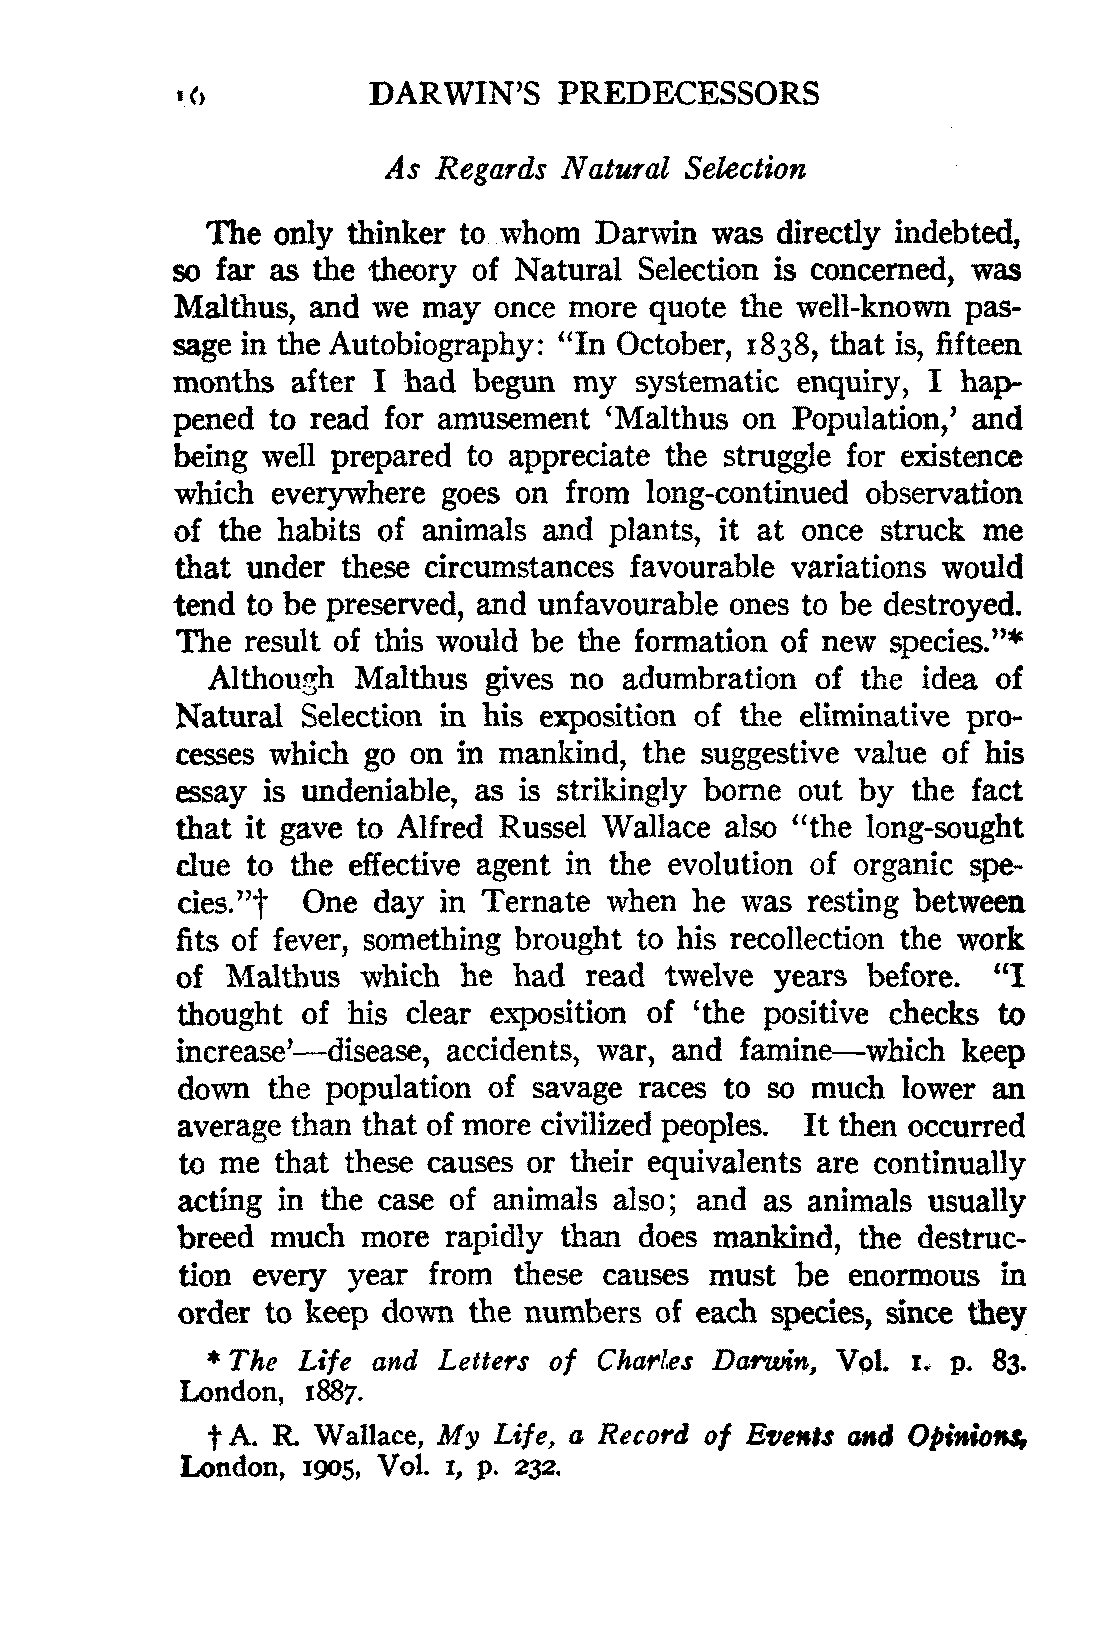 16 DARWIN'S PREDECESSORS
As Regards Natural Selection
The only thinker to whom Darwin was directly indebted,
so far as the theory of Natural Selection is concerned, was
Malthus, and we may once more quote the well-known pas-
sage in the Autobiography: "In October, 1838, that is, fifteen
months after I had begun my systematic enquiry, I hap-
pened to read for amusement 'Malthus on Population,' and
being well prepared to appreciate the struggle for existence
which everywhere goes on from long-continued observation
of the habits of animals and plants, it at once struck me
that under these circumstances favourable variations would
tend to be preserved, and unfavourable ones to be destroyed.
The result of this would be the formation of new species."*
Although Malthus gives no adumbration of the idea of
Natural Selection in his exposition of the eliminative pro-
cesses which go on in mankind, the suggestive value of his
essay is undeniable, as is strikingly borne out by the fact
that it gave to Alfred Russel Wallace also "the long-sought
clue to the effective agent in the evolution of organic spe-
cies."† One day in Ternate when he was resting between
fits of fever, something brought to his recollection the work
of Malthus which he had read twelve years before. "I
thought of his clear exposition of 'the positive checks to
increase'—disease, accidents, war, and famine—which keep
down the population of savage races to so much lower an
average than that of more civilized peoples. It then occurred
to me that these causes or their equivalents are continually
acting in the case of animals also; and as animals usually
breed much more rapidly than does mankind, the destruc-
tion every year from these causes must be enormous in
order to keep down the numbers of each species, since they
* The Life and Letters of Charles Darwin, Vol. 1. p. 83.
London, 1887.
† A. R. Wallace, My Life, a Record of Events and Opinions,
London, 1905, Vol. 1, p. 232.